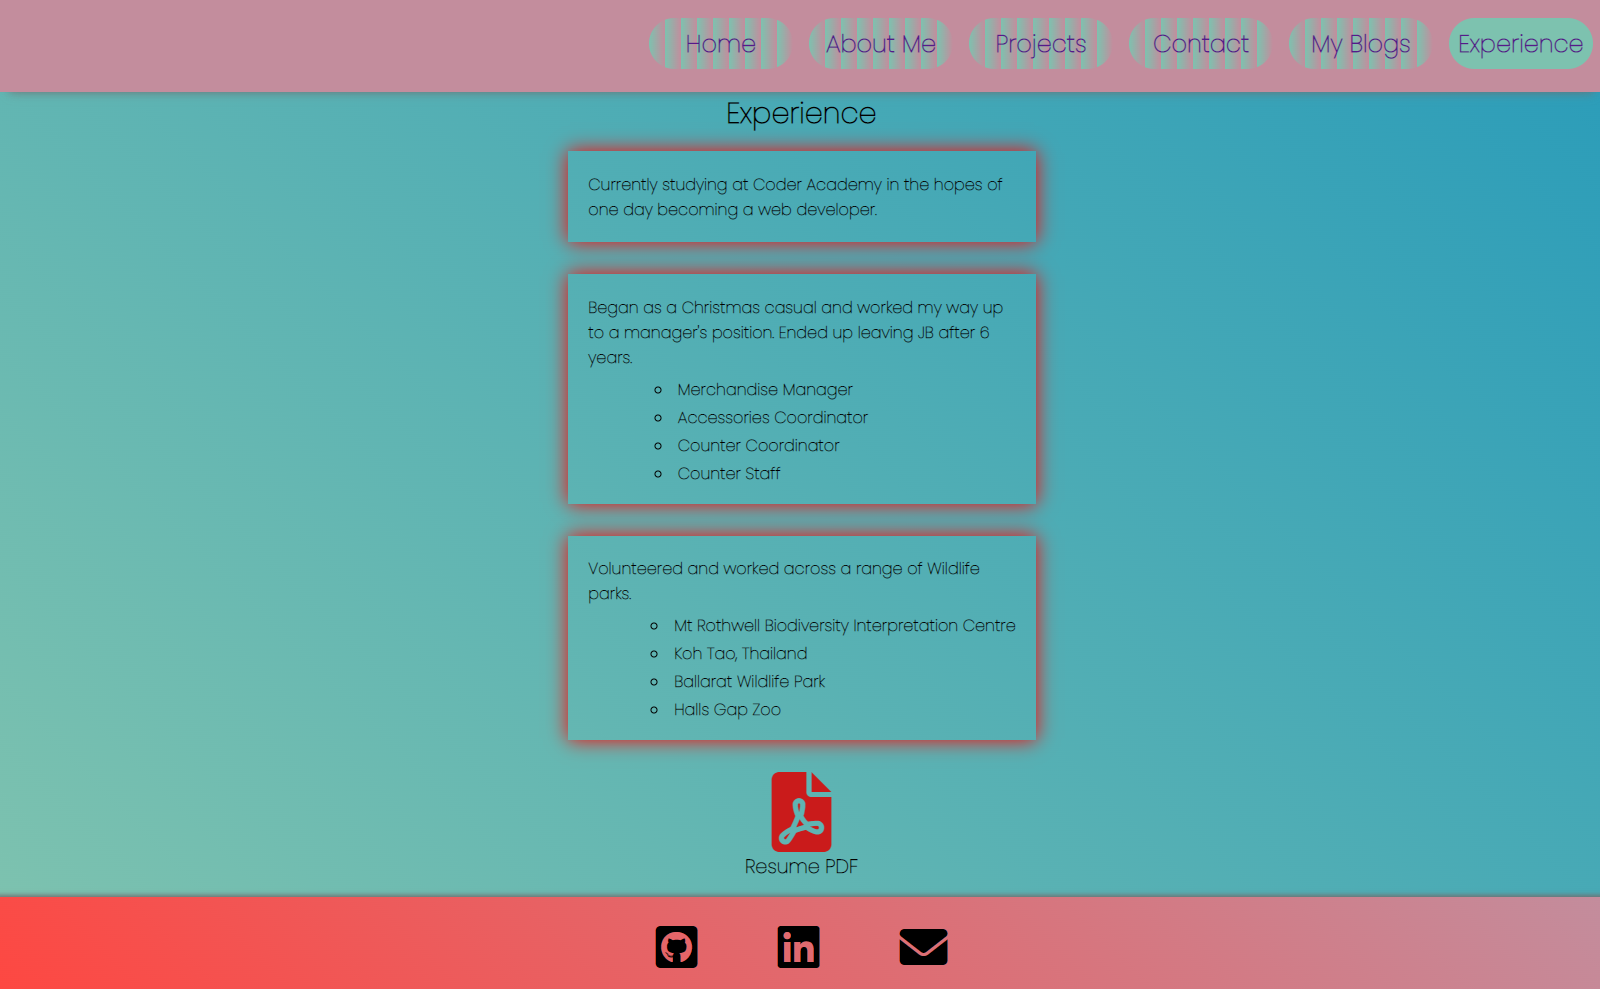 Home
About Me
Projects
Contact
My Blogs
Experience
Experience
Currently studying at Coder Academy in the hopes of
one day becoming a web developer.
Began as a Christmas casual and worked my way up
to a manager's position. Ended up leaving JB after 6
years.
Merchandise Manager
Accessories Coordinator
Counter Coordinator
Counter Staff
Volunteered and worked across a range of Wildlife
parks.
Mt Rothwell Biodiversity Interpretation Centre
Koh Tao, Thailand
Ballarat Wildlife Park
Halls Gap Zoo
Resume PDF
in